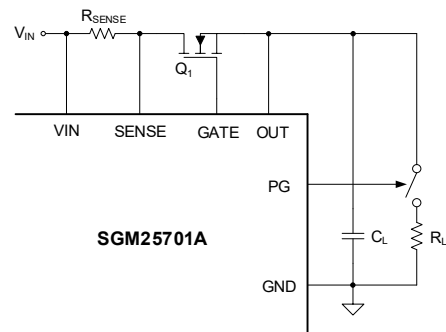 V_IN R_SENSE
Q_1
VIN SENSE GATE OUT
PG
SGM25701A
C_L R_L
GND